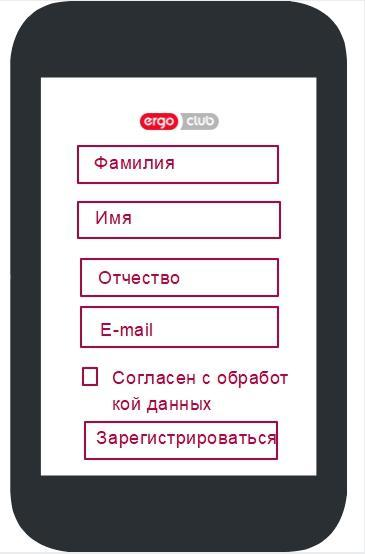 ergo club
Фамилия
Имя
Отчество
E-mail
Согласен с обработ
кой данных
Зарегистрироваться